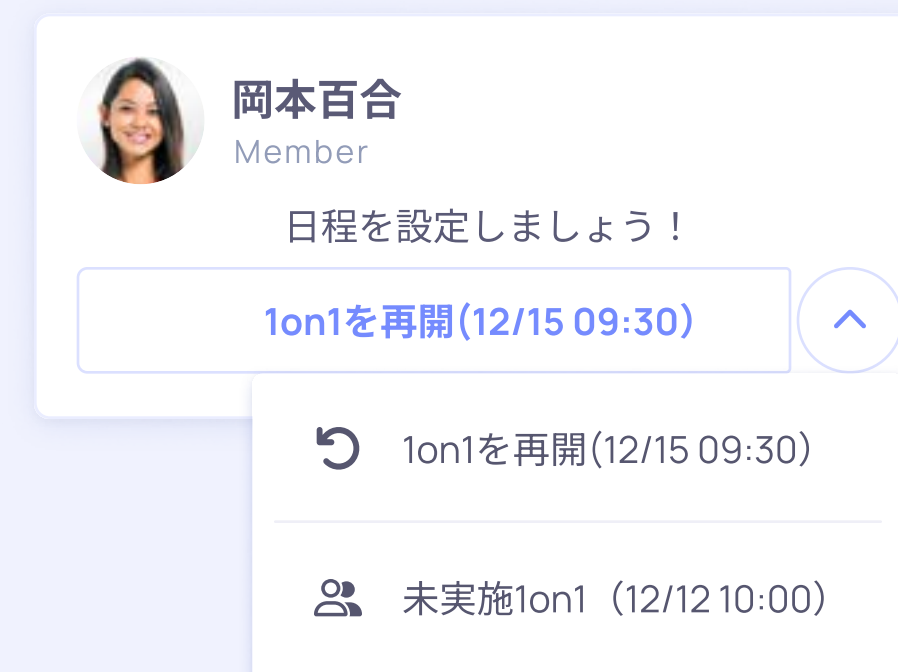 岡本百合
Member
日程を設定しましょう！
1on1を再開(12/15 09:30)
1on1を再開(12/15 09:30)
未実施1on1（12/12 10:00)